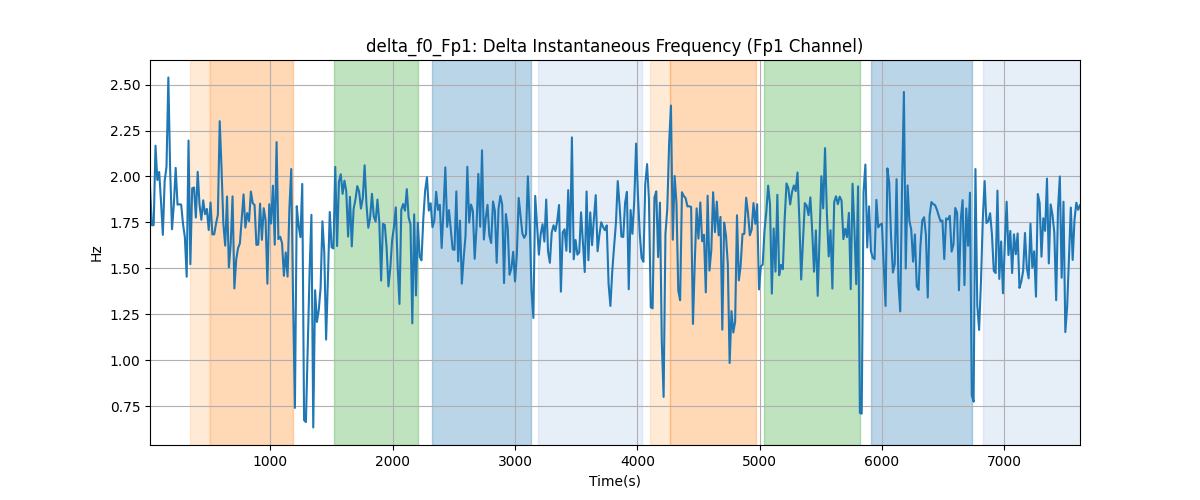 delta_f0_Fp1: Delta Instantaneous Frequency (Fp1 Channel)
2.50
2.25
2.00
1.75
1.50
1.25
1.00
0.75
Hz
1000 2000 3000 4000 5000 6000 7000
Time(s)